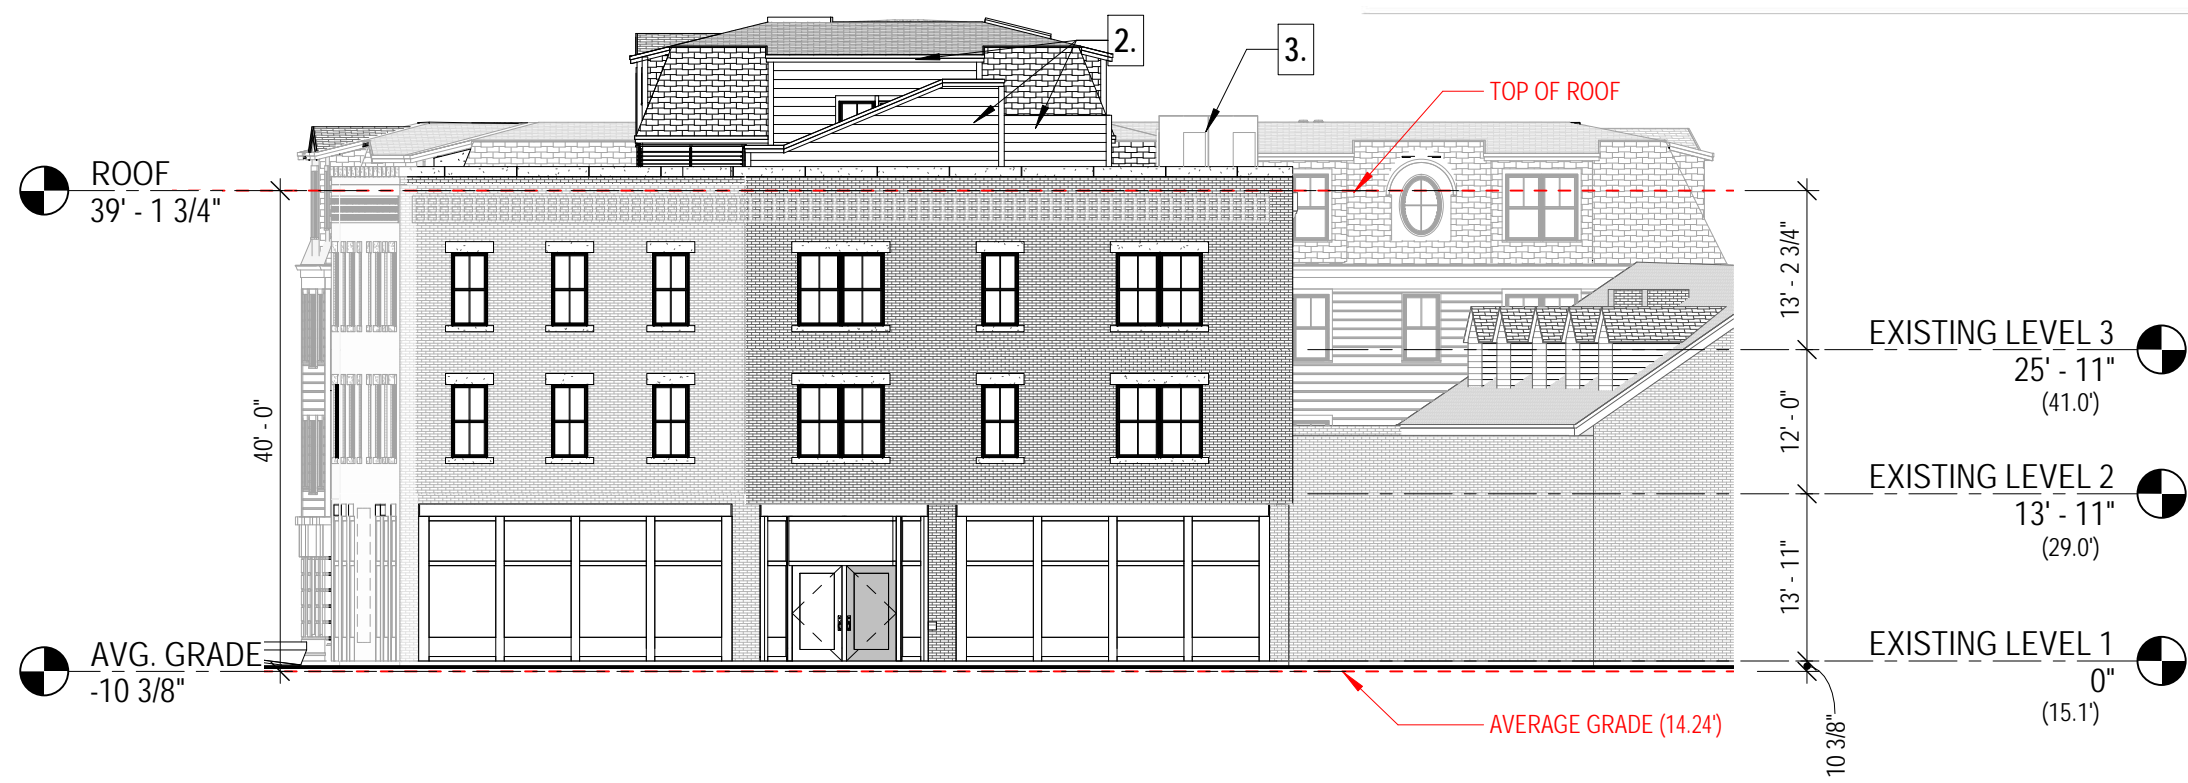 2.
3.
TOP OF ROOF
ROOF
39' - 1 3/4"
13' - 2 3/4"
EXISTING LEVEL 3
25' - 11"
(41.0')
40' - 0"
12' - 0"
EXISTING LEVEL 2
13' - 11"
(29.0')
13' - 11"
AVG. GRADE
-10 3/8"
EXISTING LEVEL 1
0"
(15.1')
AVERAGE GRADE (14.24')
10 3/8"